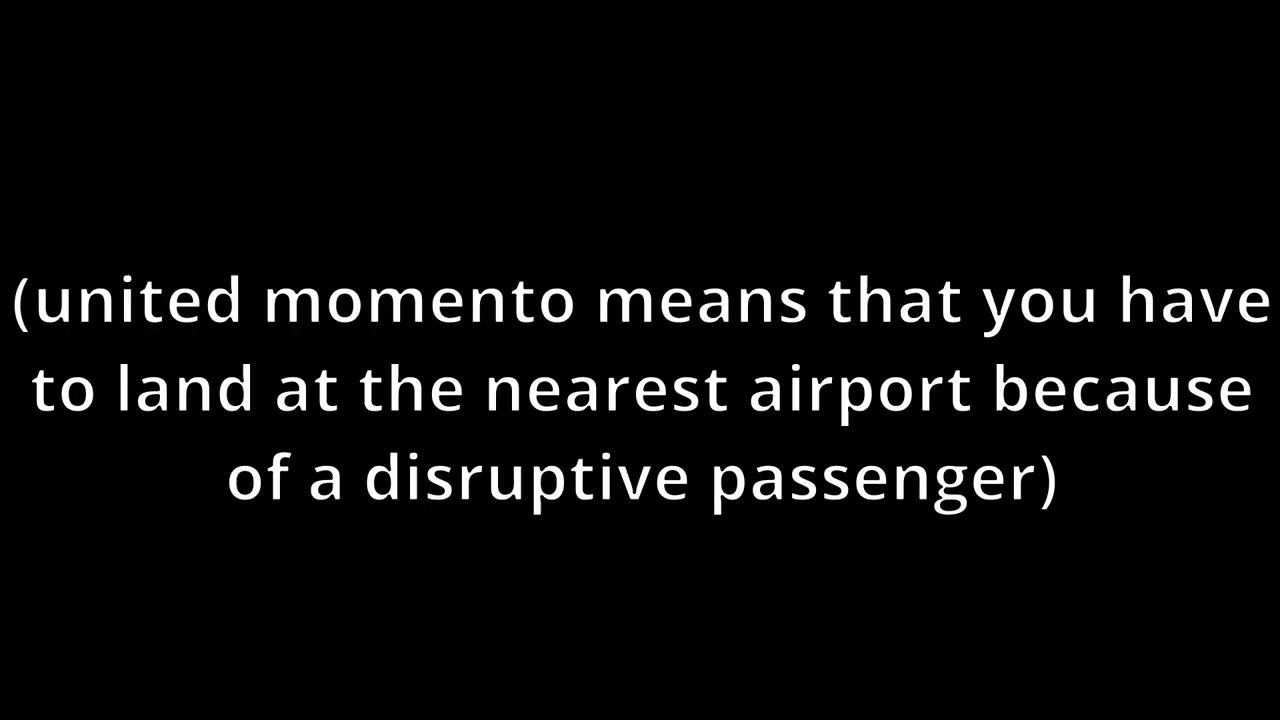 (united momento means that you have
to land at the nearest airport because
of a disruptive passenger)